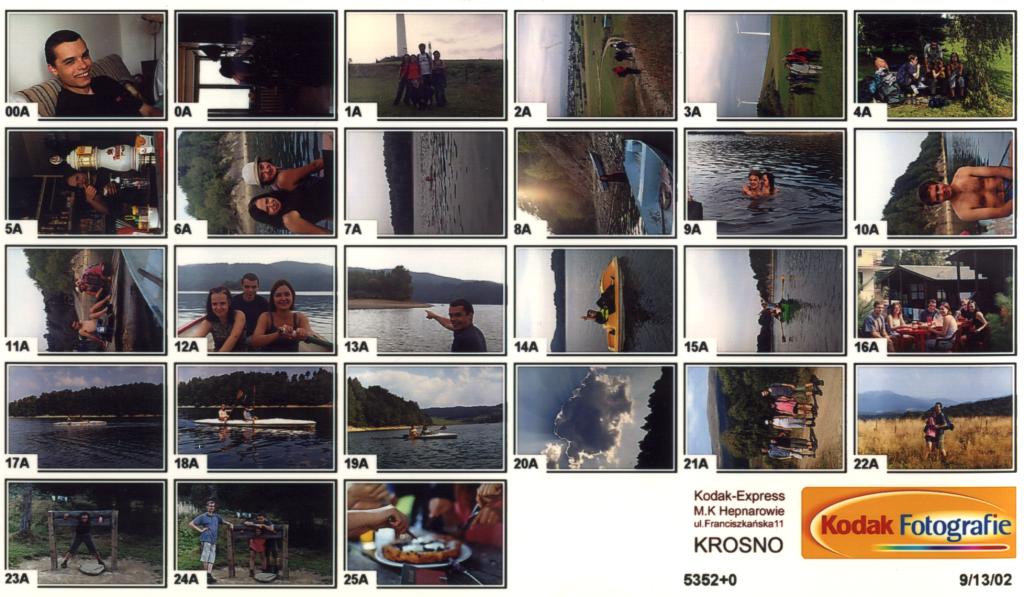 00A 0A 1A 2A 3A 4A
5A 6A 7A 8A 9A 10A
11A 12A 13A 14A 15A 16A
17A 18A 19A 20A 21A 22A
23A 24A 25A
Kodak-Express
M.K Hepnarowie
ul.Franciszkańska11
KROSNO
Kodak Fotografie
5352+0 9/13/02